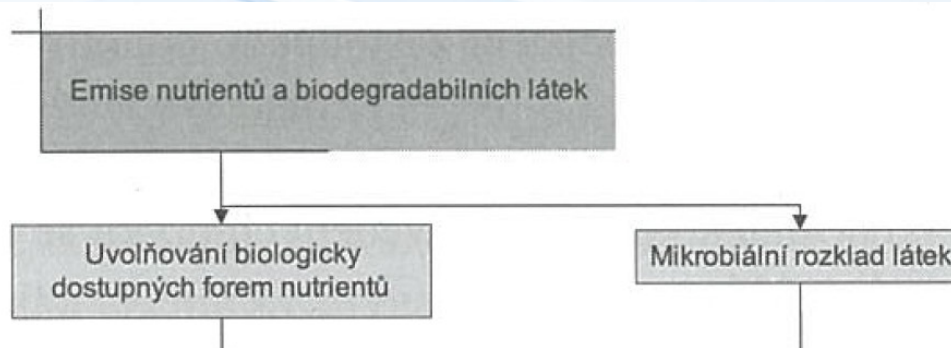 Emise nutrientů a biodegradabilních látek
Uvolňování biologicky
dostupných forem nutrientů
Mikrobiální rozklad látek